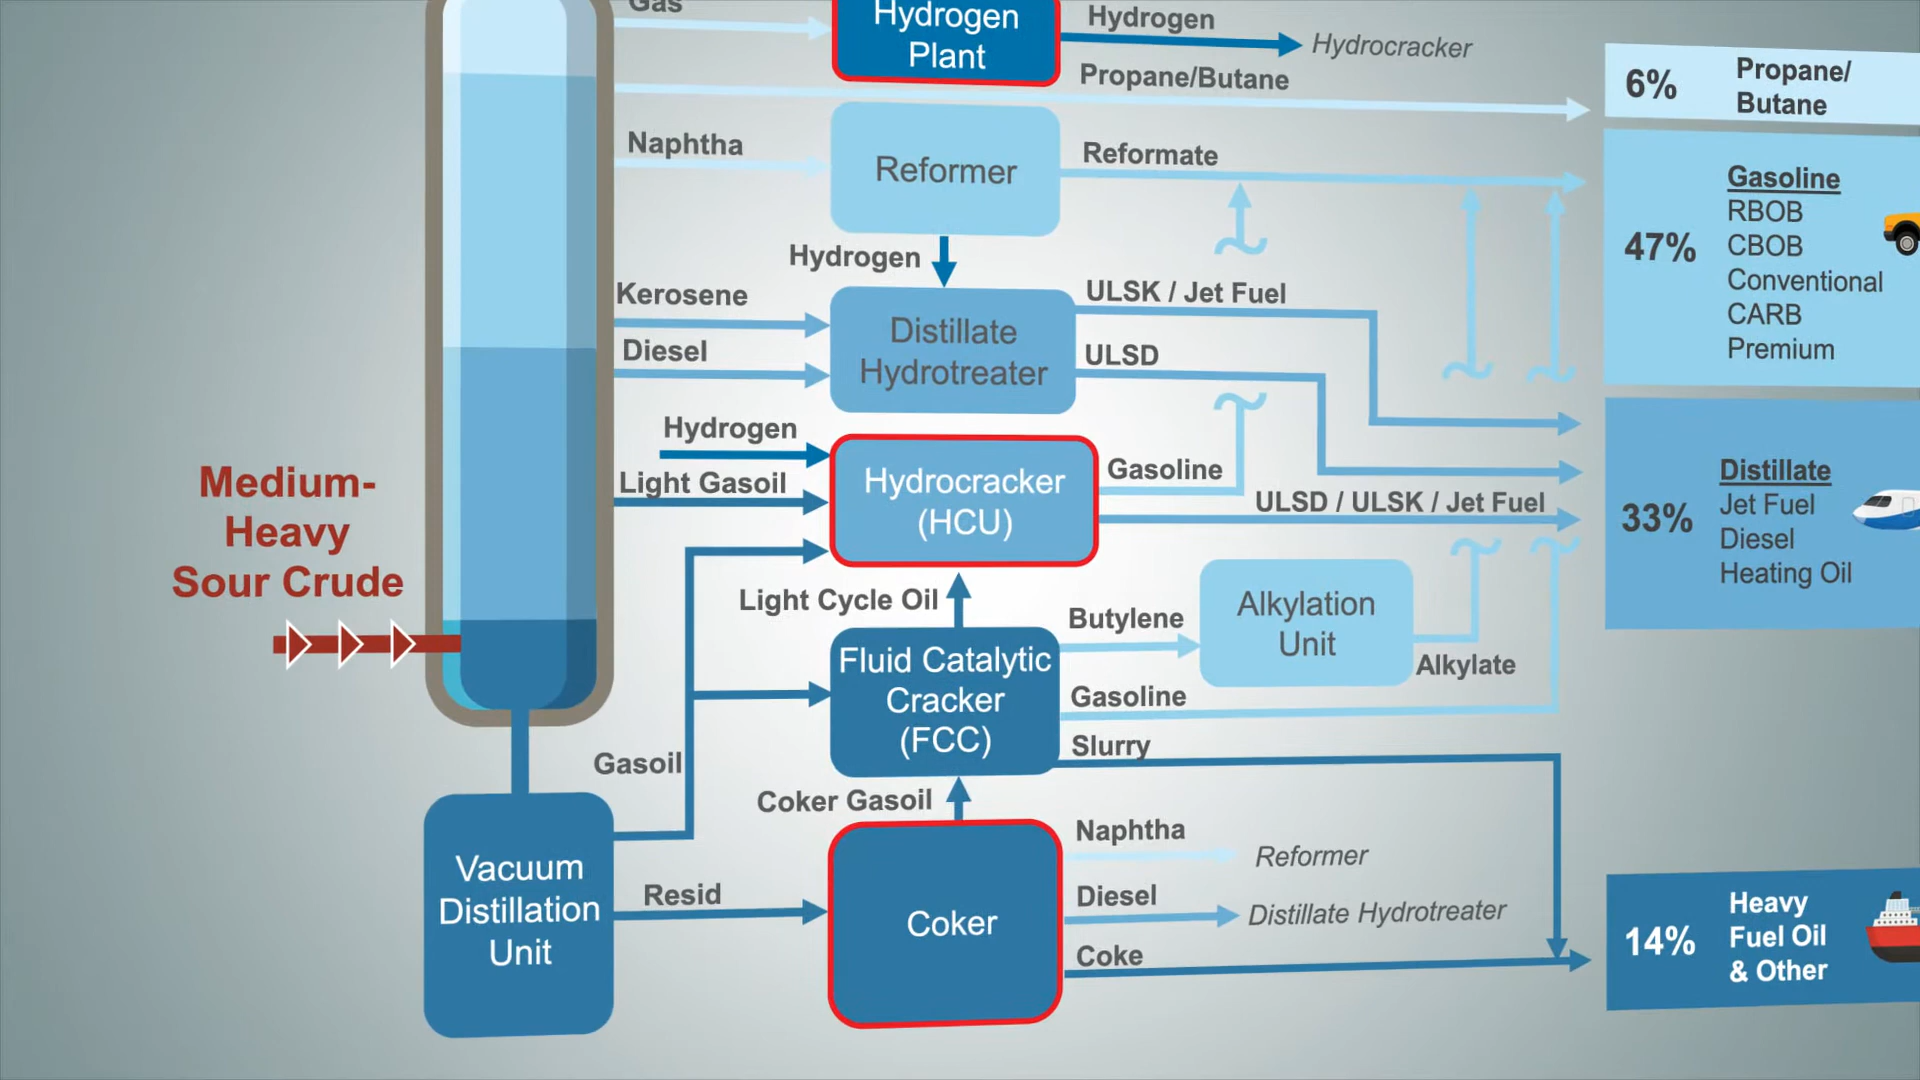 Gas
Hydrogen
Plant
Hydrogen
Hydrocracker
Propane/Butane
6%
Propane/
Butane
Naphtha
Reformer
Reformate
Gasoline
RBOB
47%
CBOB
Conventional
CARB
Premium
Hydrogen
Kerosene
Diesel
Distillate
Hydrotreater
ULSK / Jet Fuel
ULSD
Hydrogen
Light Gasoil
Hydrocracker
(HCU)
Gasoline
ULSD / ULSK / Jet Fuel
33%
Distillate
Jet Fuel
Diesel
Heating Oil
Medium-
Heavy
Sour Crude
Light Cycle Oil
Fluid Catalytic
Cracker
(FCC)
Butylene
Alkylation
Unit
Alkylate
Gasoline
Slurry
Gasoil
Coker Gasoil
Vacuum
Distillation
Unit
Resid
Coker
Naphtha
Reformer
Diesel
Distillate Hydrotreater
Coke
14%
Heavy
Fuel Oil
& Other